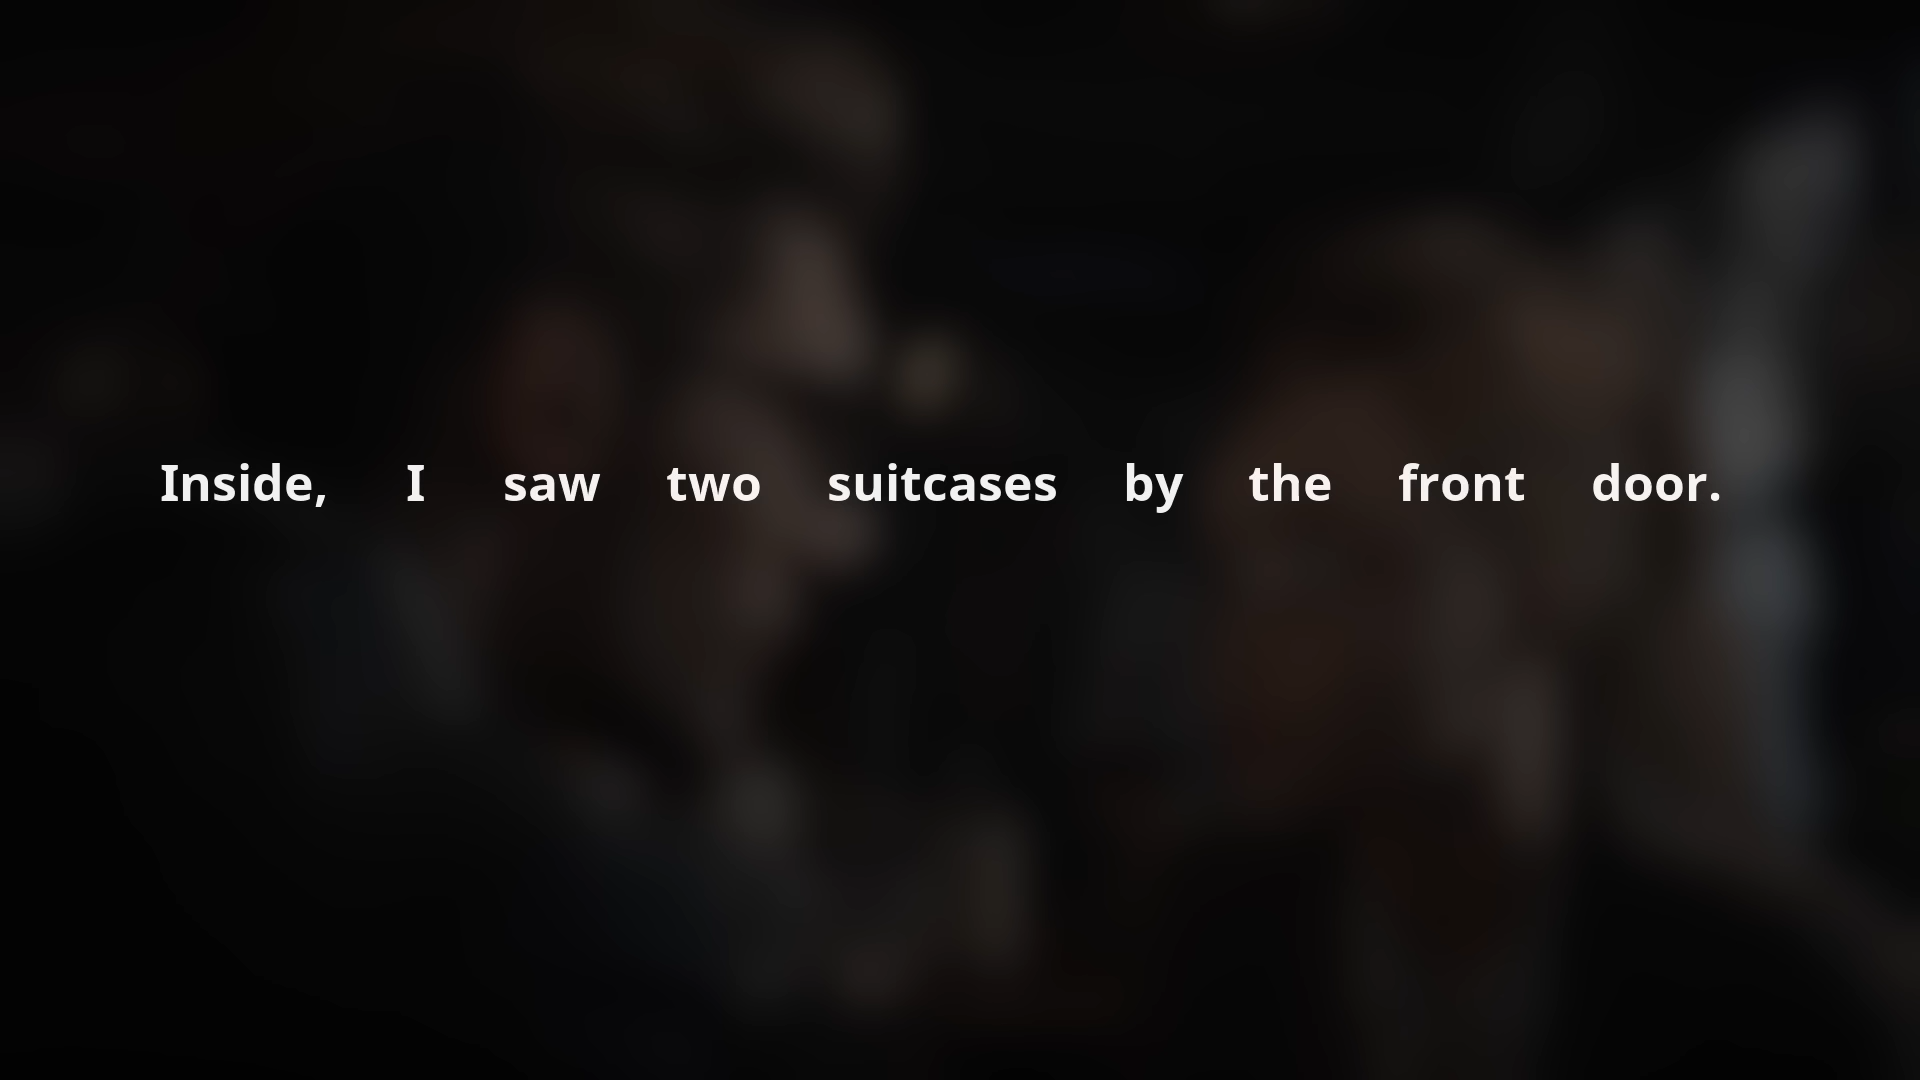 Inside, I saw two suitcases by the front door.